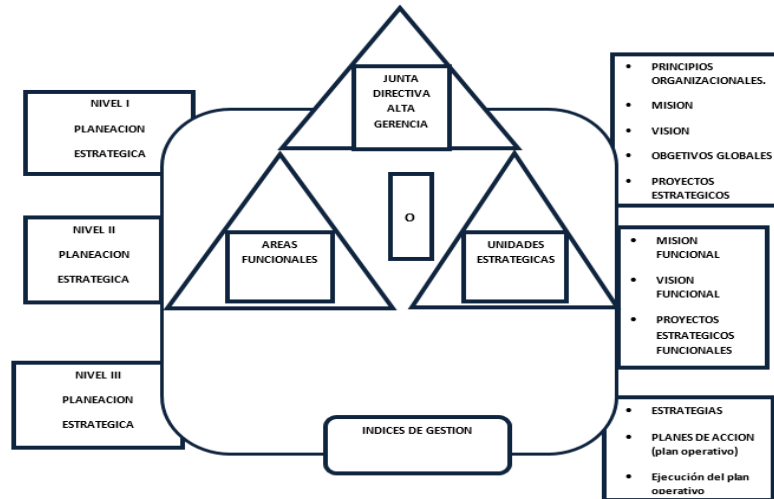 JUNTA
DIRECTIVA
ALTA
GERENCIA
NIVEL I
PLANEACION
ESTRATEGICA
• PRINCIPIOS
ORGANIZACIONALES.
• MISION
• VISION
• OBGETIVOS GLOBALES
• PROYECTOS
ESTRATEGICOS
NIVEL II
PLANEACION
ESTRATEGICA
AREAS
FUNCIONALES
O
UNIDADES
ESTRATEGICAS
• MISION
FUNCIONAL
• VISION
FUNCIONAL
• PROYECTOS
ESTRATEGICOS
FUNCIONALES
NIVEL III
PLANEACION
ESTRATEGICA
INDICES DE GESTION
• ESTRATEGIAS
• PLANES DE ACCION
(plan operativo)
• Ejecución del plan
operativo